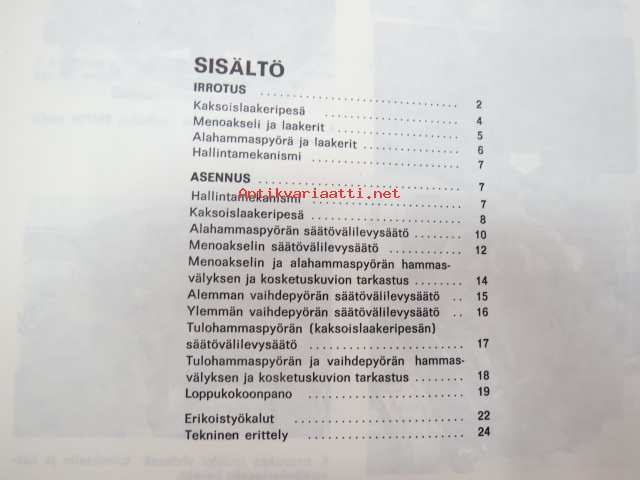 SISÄLTÖ
IRROTUS ............................... 2
Kaksoislaakeripesä ........................ 4
Menoakseli ja laakerit .................... 5
Alahammaspyörä ja laakerit ............... 6
Hallintamekanismi ....................... 7
ASENNUS ............................... 7
Antikvariaatti.net
Hallintamekanismi ....................... 7
Kaksoislaakeripesä ........................ 8
Alahammaspyörän säätövälilevysäätö .. 10
Menoakselin säätövälilevysäätö ........... 12
Menoakselin ja alahammaspyörän hammas-
välyksen ja kosketuskuvion tarkastus ........ 14
Alemman vaihdepyörän säätövälilevysäätö .. 15
Ylemmän vaihdepyörän säätövälilevysäätö .. 16
Tulohammaspyörän (kaksoislaakeripesän)
säätövälilevysäätö ....................... 17
Tulohammaspyörän ja vaihdepyörän hammas-
välyksen ja kosketuskuvion tarkastus ........ 18
Loppukokoonpano ....................... 19
Erikoistyökalut ......................... 22
Tekninen erittely ........................ 24